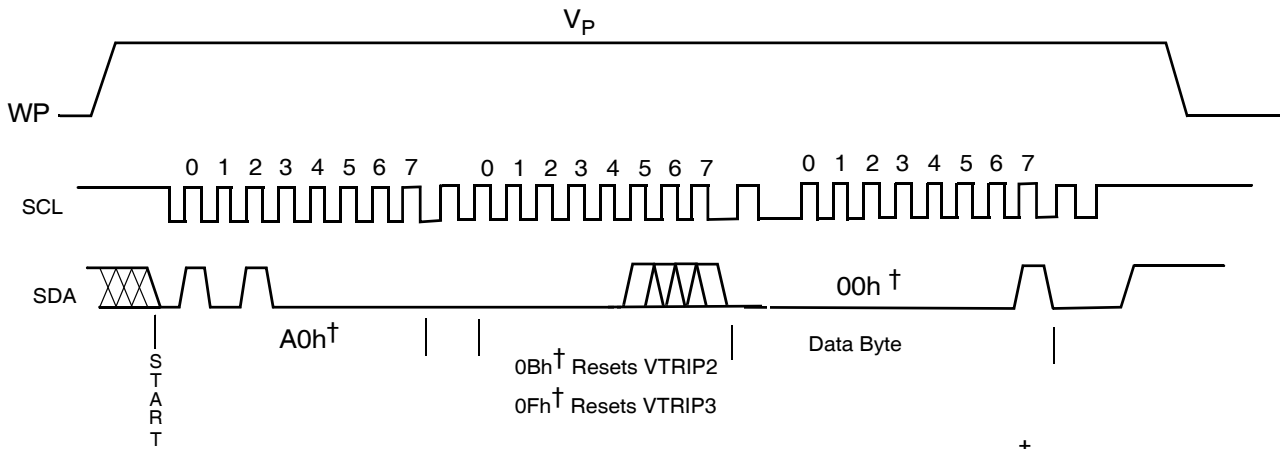 VP
WP
SCL 0 1 2 3 4 5 6 7 0 1 2 3 4 5 6 7 0 1 2 3 4 5 6 7
SDA
00h †
A0h†
Data Byte
START
0Bh† Resets VTRIP2
0Fh† Resets VTRIP3